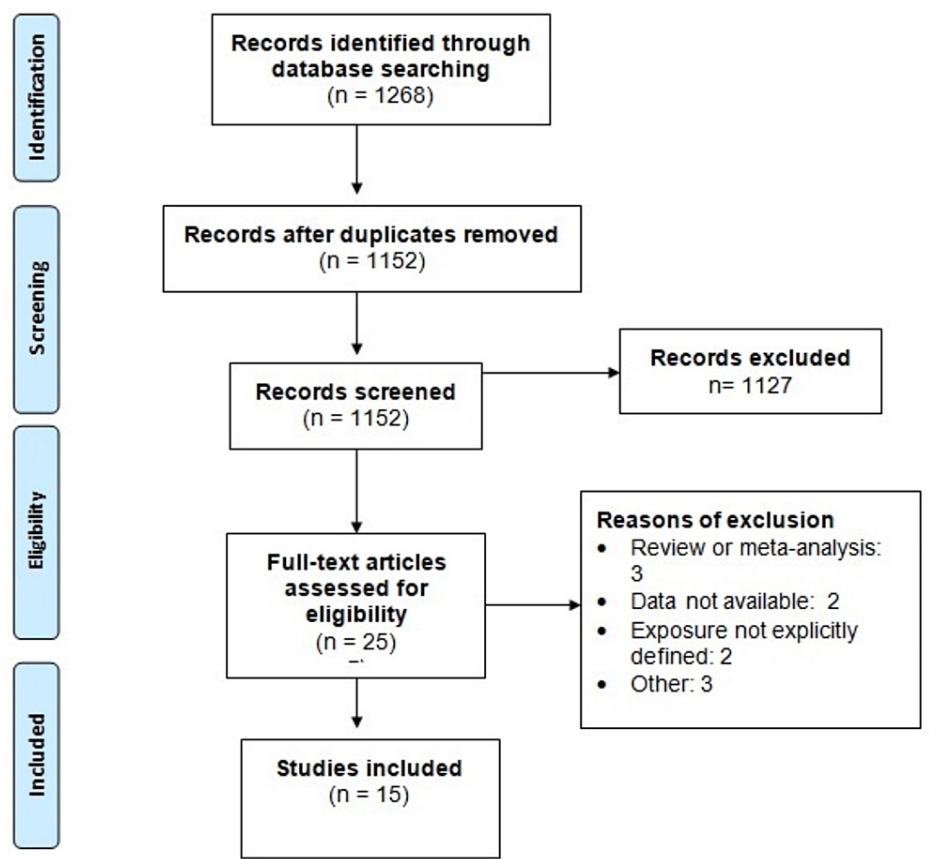 Identification
Records identified through
database searching
(n = 1268)
Screening
Records after duplicates removed
(n = 1152)
Records screened
(n = 1152)
Records excluded
n= 1127
Eligibility
Full-text articles
assessed for
eligibility
(n = 25)
Reasons of exclusion
• Review or meta-analysis:
3
• Data not available: 2
• Exposure not explicitly
defined: 2
• Other: 3
Included
Studies included
(n = 15)